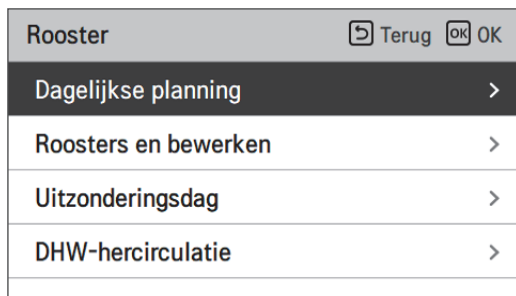 Rooster Terug OK OK
Dagelijkse planning >
Roosters en bewerken >
Uitzonderingsdag >
DHW-hercirculatie >